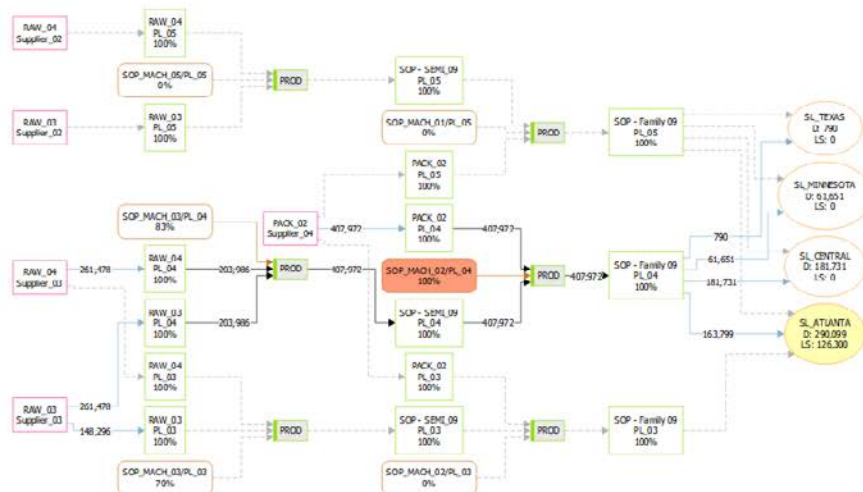 RAW_04
Supplier_02
RAW_04
PL_05
100%
SOP_MACH_05/PL_05
0%
PROD
SOP - SEMI_09
PL_05
100%
RAW_03
Supplier_02
RAW_03
PL_05
100%
SOP_MACH_01/PL_05
0%
PROD
SOP - Family 09
PL_05
100%
SL_TEXAS
D: 790
LS: 0
PACK_02
PL_05
100%
SL_MINNESOTA
D: 61,651
LS: 0
SOP_MACH_03/PL_04
83%
PACK_02
Supplier_04
407,972
PACK_02
PL_04
100%
407,972
790
61,651
181,731
163,799
SL_CENTRAL
D: 181,731
LS: 0
RAW_04
Supplier_03
261,478
RAW_04
PL_04
100%
203,986
PROD
407,972
SOP_MACH_02/PL_04
100%
PROD
407,972
SOP - Family 09
PL_04
100%
RAW_03
PL_04
100%
203,986
SOP - SEMI_09
PL_04
100%
407,972
SL_ATLANTA
D: 290,099
LS: 126,300
RAW_04
PL_03
100%
PACK_02
PL_03
100%
RAW_03
Supplier_03
261,478
148,296
RAW_03
PL_03
100%
PROD
SOP - SEMI_09
PL_03
100%
PROD
SOP - Family 09
PL_03
100%
SOP_MACH_03/PL_03
70%
SOP_MACH_02/PL_03
0%